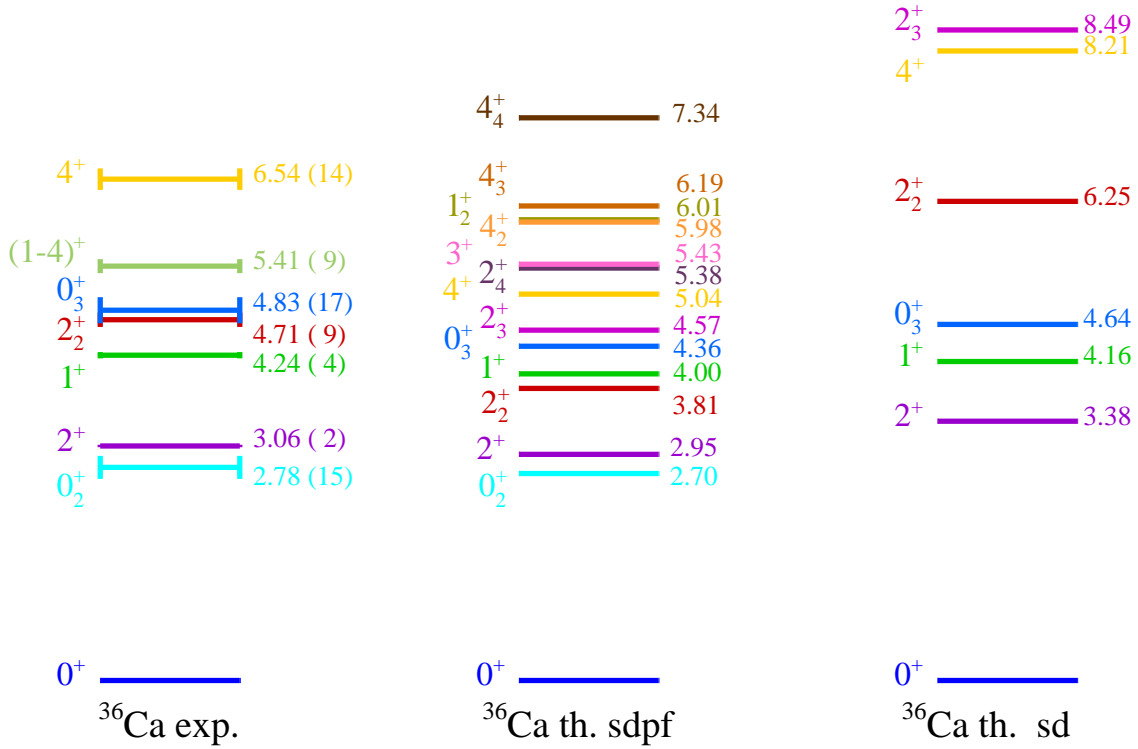 4⁺ 6.54 (14)
(1-4)⁺ 5.41 ( 9)
0₃⁺ 4.83 (17)
2₂⁺ 4.71 (9)
1⁺ 4.24 ( 4)
2⁺ 3.06 ( 2)
0₂⁺ 2.78 (15)
0⁺
³⁶Ca exp.
4₄⁺ 7.34
4₃⁺ 6.19
1₂⁺ 6.01
4₂⁺ 5.98
3⁺ 5.43
2₄⁺ 5.38
4⁺ 5.04
2₃⁺ 4.57
0₃⁺ 4.36
1⁺ 4.00
2₂⁺ 3.81
2⁺ 2.95
0₂⁺ 2.70
0⁺
³⁶Ca th. sdpf
2₃⁺ 8.49
4⁺ 8.21
2₂⁺ 6.25
0₃⁺ 4.64
1⁺ 4.16
2⁺ 3.38
0⁺
³⁶Ca th. sd